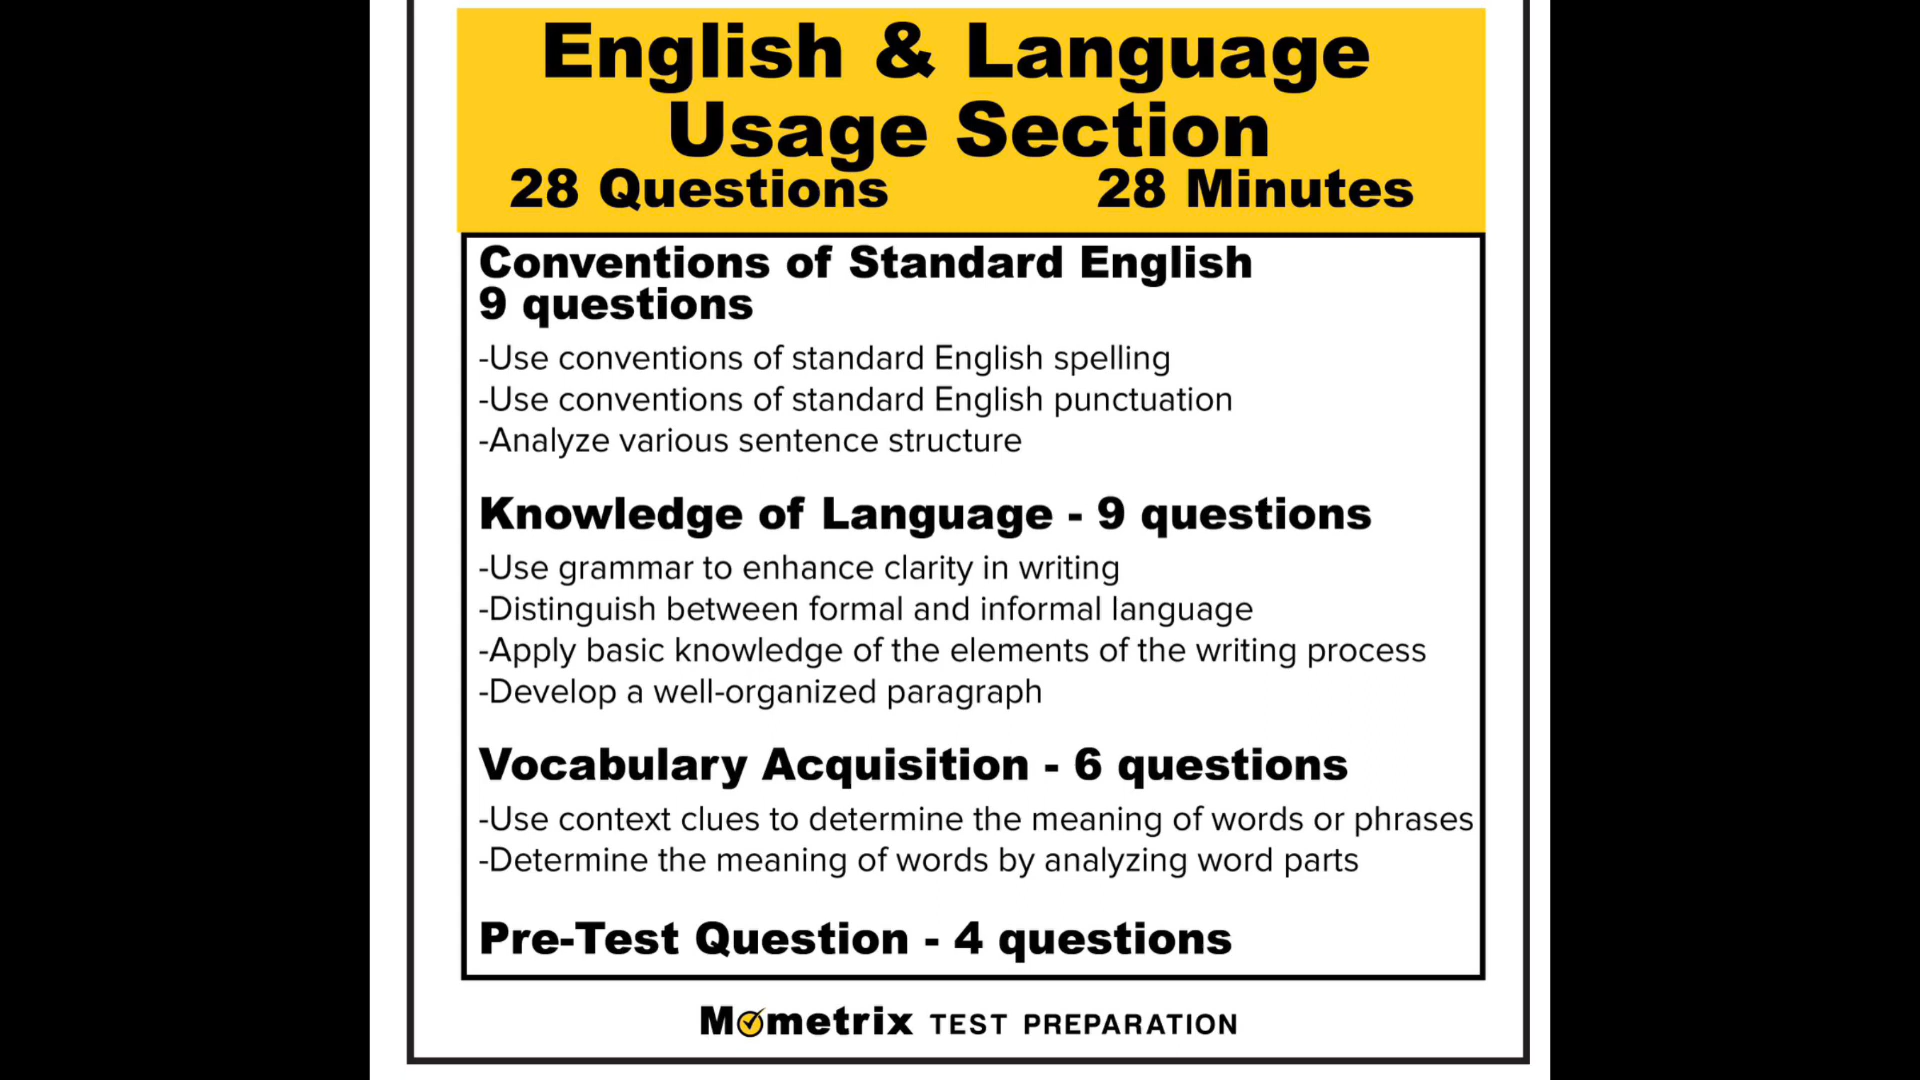 English & Language
Usage Section
28 Questions 28 Minutes
Conventions of Standard English
9 questions
-Use conventions of standard English spelling
-Use conventions of standard English punctuation
-Analyze various sentence structure
Knowledge of Language - 9 questions
-Use grammar to enhance clarity in writing
-Distinguish between formal and informal language
-Apply basic knowledge of the elements of the writing process
-Develop a well-organized paragraph
Vocabulary Acquisition - 6 questions
-Use context clues to determine the meaning of words or phrases
-Determine the meaning of words by analyzing word parts
Pre-Test Question - 4 questions
Mometrix TEST PREPARATION